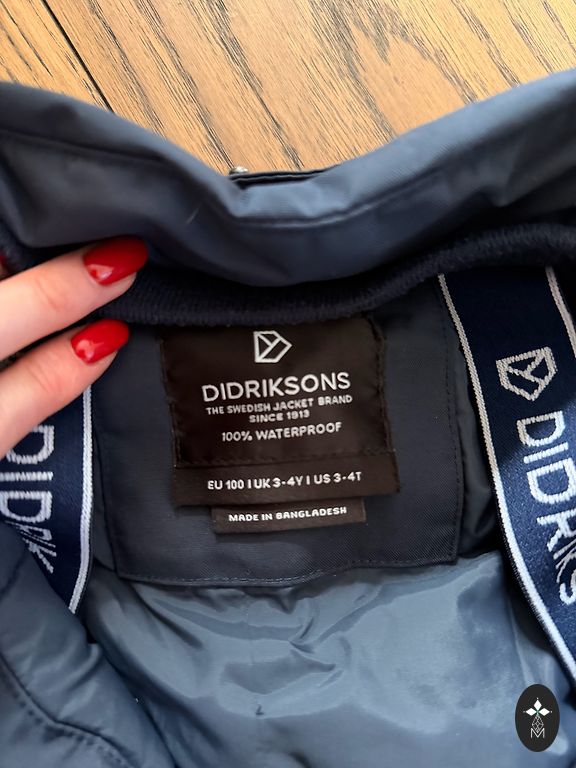 DIDRIKSONS
THE SWEDISH JACKET BRAND
SINCE 1913
100% WATERPROOF
EU 100 I UK 3-4Y I US 3-4T
MADE IN BANGLADESH
DIDRIK
DIDRIKS
M